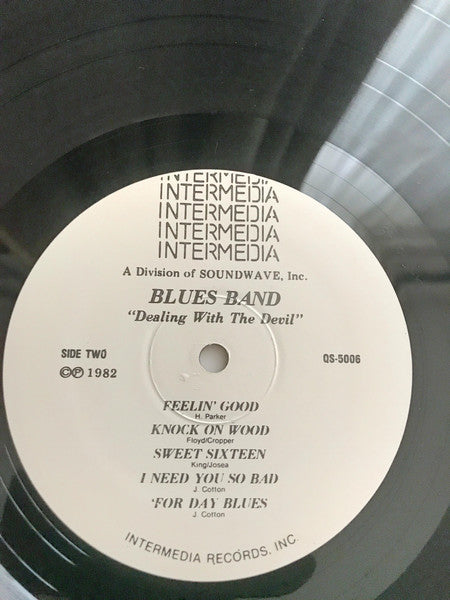 INTERMEDIA
INTERMEDIA
INTERMEDIA
INTERMEDIA
INTERMEDIA
A Division of SOUNDWAVE, Inc.
BLUES BAND
"Dealing With The Devil"
SIDE TWO QS-5006
©℗ 1982
FEELIN' GOOD
H. Parker
KNOCK ON WOOD
Floyd/Cropper
SWEET SIXTEEN
King/Josea
I NEED YOU SO BAD
J. Cotton
'FOR DAY BLUES
J. Cotton
INTERMEDIA RECORDS, INC.